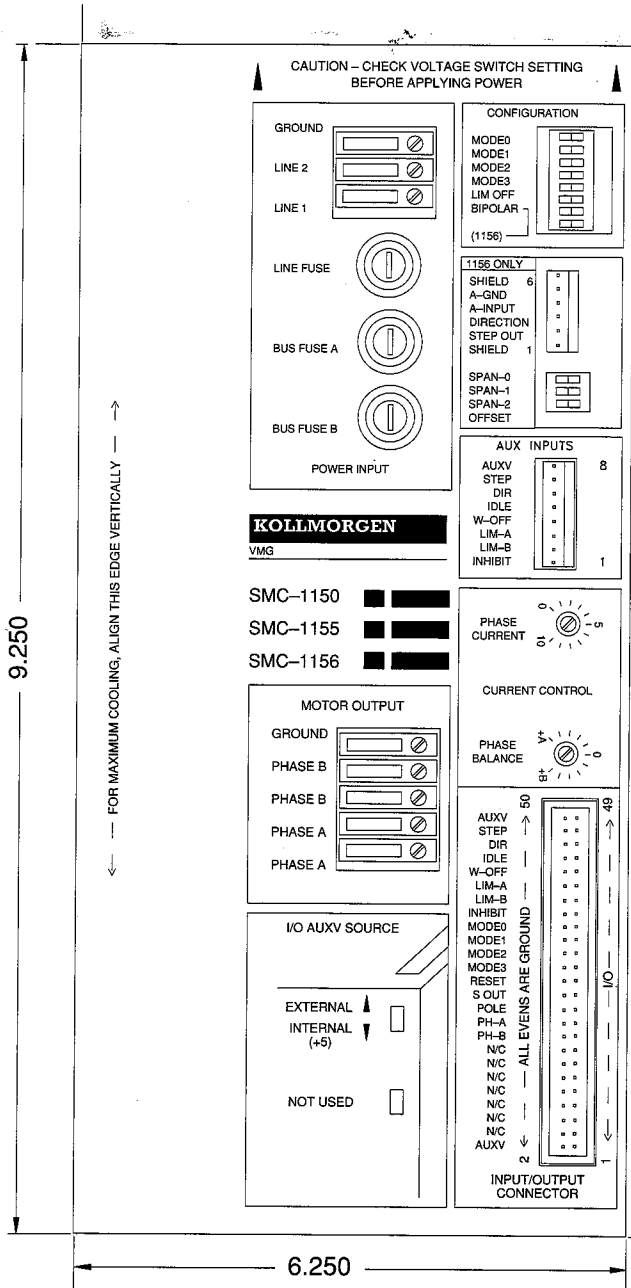 CAUTION – CHECK VOLTAGE SWITCH SETTING
BEFORE APPLYING POWER
GROUND
LINE 2
LINE 1
LINE FUSE
BUS FUSE A
BUS FUSE B
POWER INPUT
CONFIGURATION
MODE0
MODE1
MODE2
MODE3
LIM OFF
BIPOLAR
(1156)
1156 ONLY
SHIELD 6
A–GND
A–INPUT
DIRECTION
STEP OUT
SHIELD 1
SPAN–0
SPAN–1
SPAN–2
OFFSET
AUX INPUTS
AUXV 8
STEP
DIR
IDLE
W–OFF
LIM–A
LIM–B
INHIBIT 1
KOLLMORGEN
VMG
SMC–1150
SMC–1155
SMC–1156
PHASE
CURRENT
0
5
10
CURRENT CONTROL
PHASE
BALANCE
+A
0
+B
MOTOR OUTPUT
GROUND
PHASE B
PHASE B
PHASE A
PHASE A
I/O AUXV SOURCE
EXTERNAL
INTERNAL
(+5)
NOT USED
50
49
AUXV
STEP
DIR
IDLE
W–OFF
LIM–A
LIM–B
INHIBIT
MODE0
MODE1
MODE2
MODE3
RESET
S OUT
POLE
PH–A
PH–B
N/C
N/C
N/C
N/C
N/C
N/C
N/C
AUXV
ALL EVENS ARE GROUND
I/O
2
1
INPUT/OUTPUT
CONNECTOR
FOR MAXIMUM COOLING, ALIGN THIS EDGE VERTICALLY
9.250
6.250